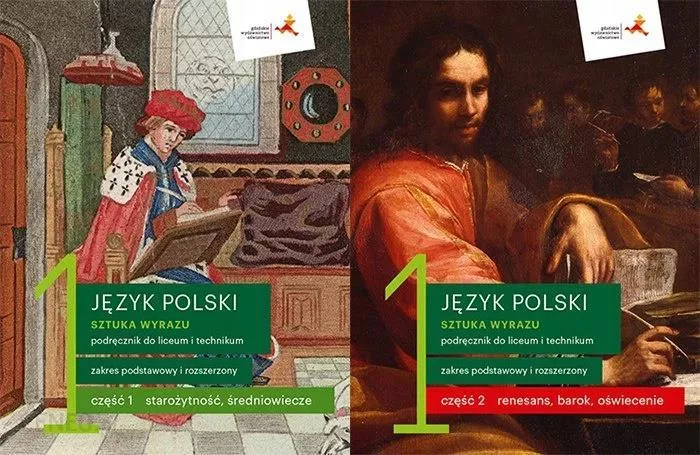 gdańskie
wydawnictwo
oświatowe
1
JĘZYK POLSKI
SZTUKA WYRAZU
podręcznik do liceum i technikum
zakres podstawowy i rozszerzony
część 1 starożytność, średniowiecze
gdańskie
wydawnictwo
oświatowe
1
JĘZYK POLSKI
SZTUKA WYRAZU
podręcznik do liceum i technikum
zakres podstawowy i rozszerzony
część 2 renesans, barok, oświecenie